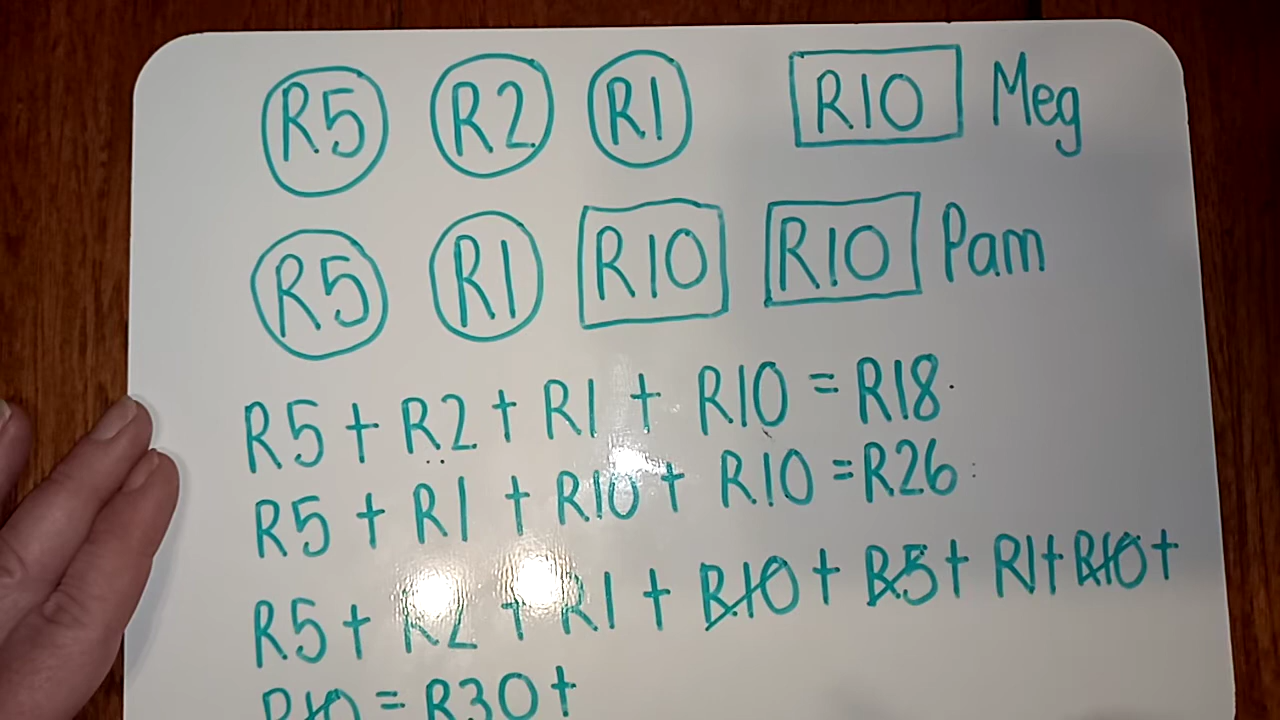 R5 R2 R1 R10 Meg
R5 R1 R10 R10 Pam
R5 + R2 + R1 + R10 = R18
R5 + R1 + R10 + R10 = R26
R5 + R2 + R1 + R10 + R5 + R1 + R10 +
R10 = R30 +